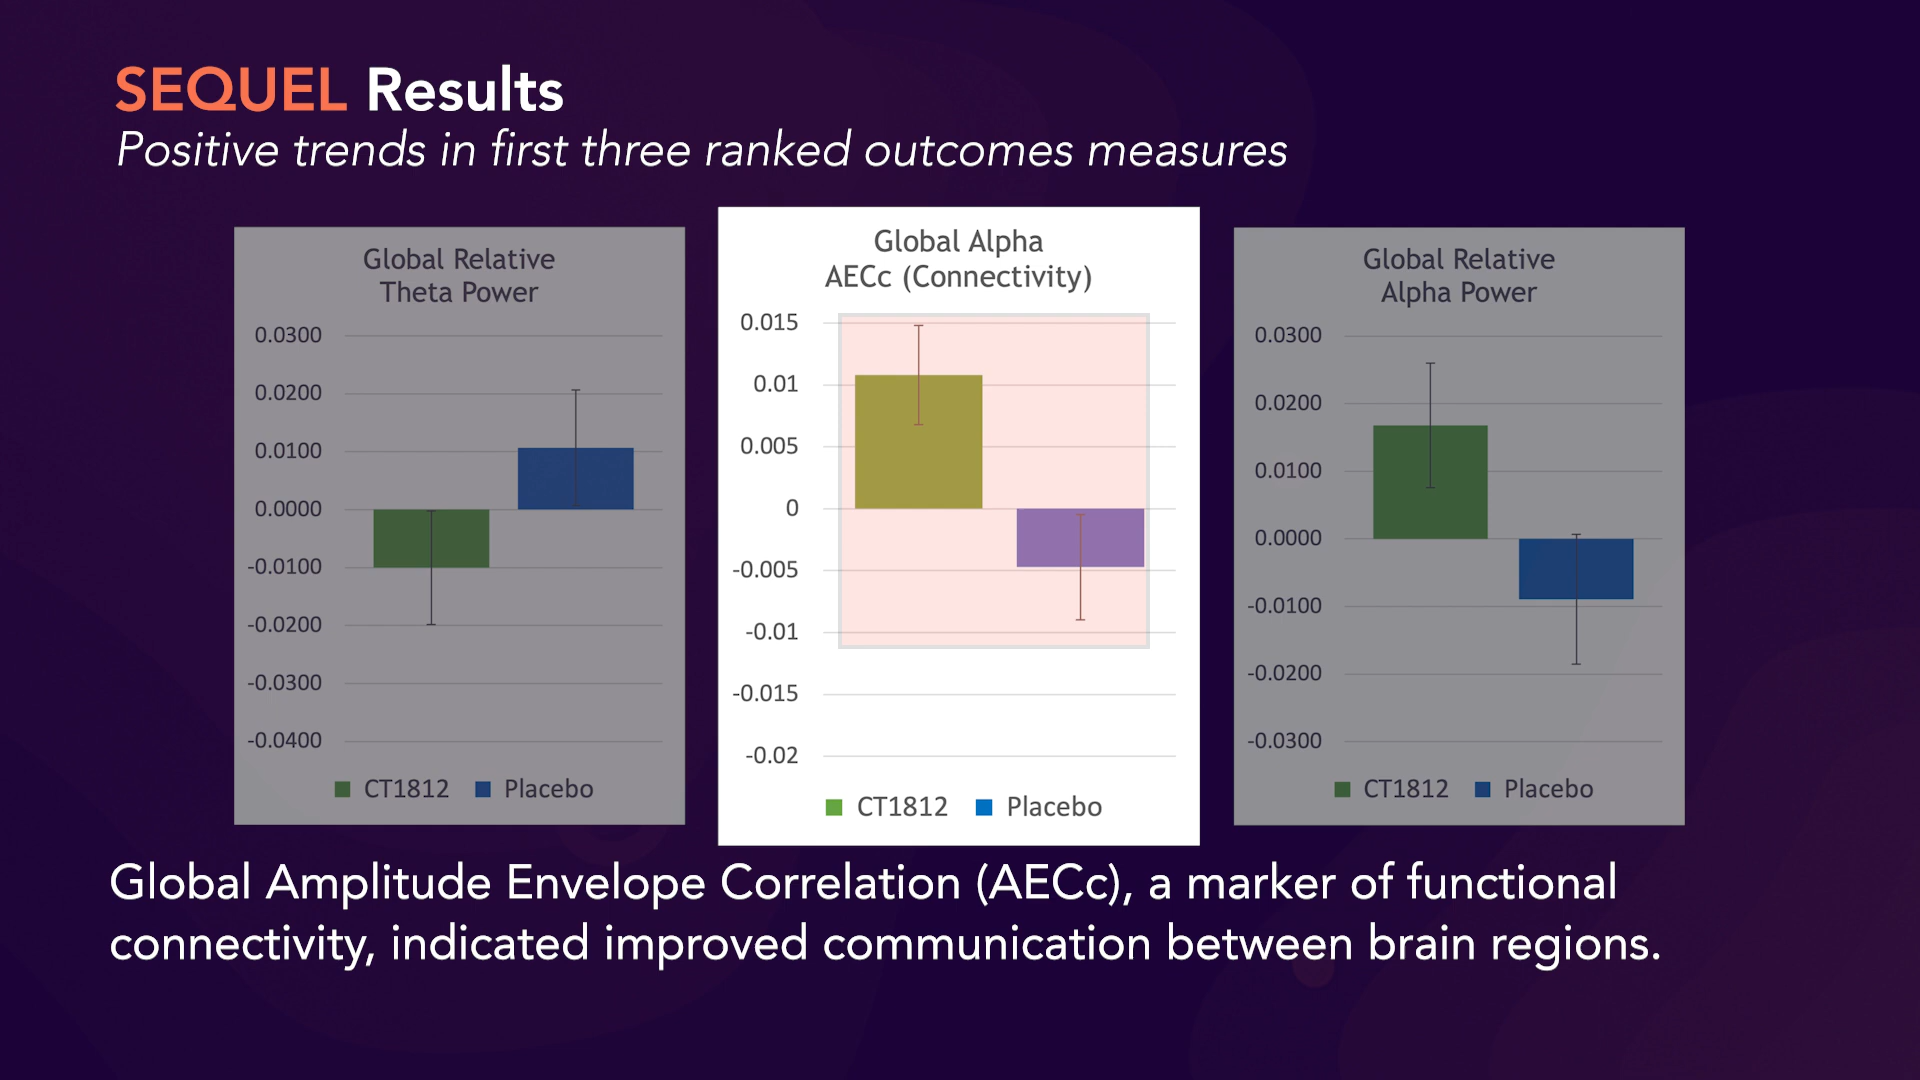 SEQUEL Results
Positive trends in first three ranked outcomes measures
Global Relative
Theta Power
0.0300
0.0200
0.0100
0.0000
-0.0100
-0.0200
-0.0300
-0.0400
CT1812 Placebo
Global Alpha
AECc (Connectivity)
0.015
0.01
0.005
0
-0.005
-0.01
-0.015
-0.02
CT1812 Placebo
Global Relative
Alpha Power
0.0300
0.0200
0.0100
0.0000
-0.0100
-0.0200
-0.0300
CT1812 Placebo
Global Amplitude Envelope Correlation (AECc), a marker of functional
connectivity, indicated improved communication between brain regions.